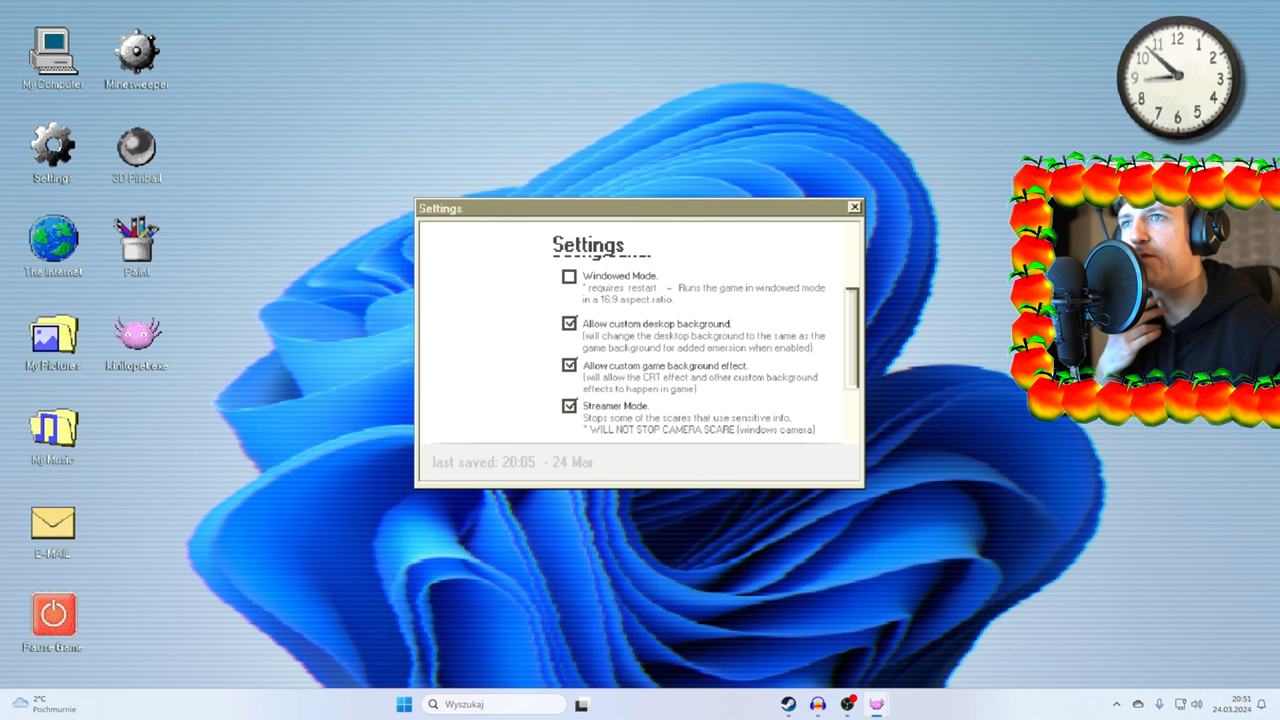 My Computer
Minesweeper
Settings
3D Pinball
The Internet
Paint
My Pictures
kinitopet.exe
My Music
E-MAIL
Pause Game
Settings
Settings
Windowed Mode.
* requires restart - Runs the game in windowed mode
in a 16:9 aspect ratio.
Allow custom deskop background.
(will change the desktop background to the same as the
game background for added emersion when enabled)
Allow custom game background effect.
(will allow the CRT effect and other custom background
effects to happen in game)
Streamer Mode.
Stops some of the scares that use sensitive info.
* WILL NOT STOP CAMERA SCARE (windows camera)
last saved: 20:05 - 24 Mar
12
1
2
3
4
5
6
7
8
9
10
11
2°C
Pochmurnie
Wyszukaj
20:51
24.03.2024